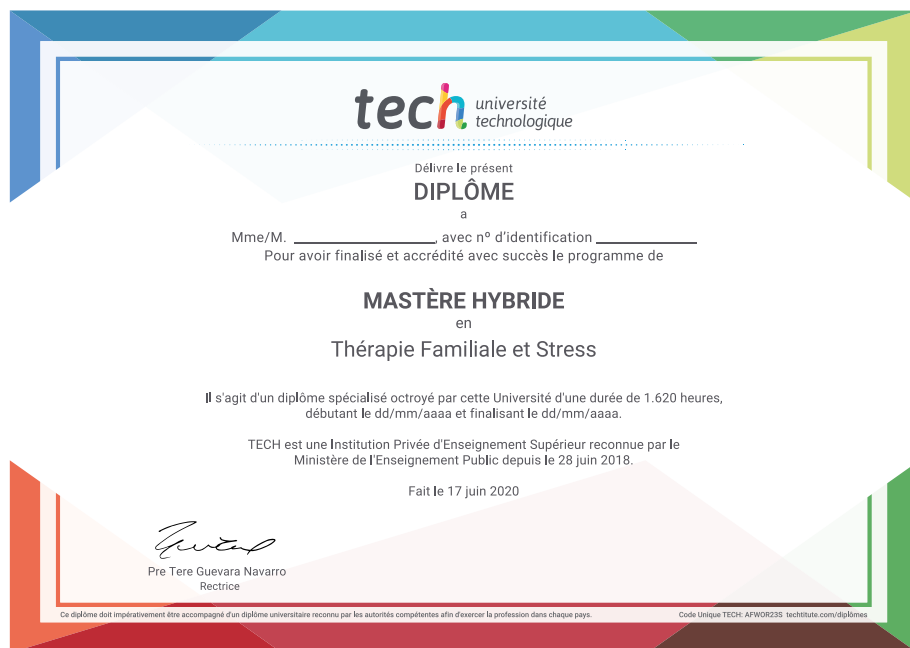 tech université
technologique
Délivre le présent
DIPLÔME
a
Mme/M. ________________, avec nº d'identification ____________
Pour avoir finalisé et accrédité avec succès le programme de
MASTÈRE HYBRIDE
en
Thérapie Familiale et Stress
Il s'agit d'un diplôme spécialisé octroyé par cette Université d'une durée de 1.620 heures,
débutant le dd/mm/aaaa et finalisant le dd/mm/aaaa.
TECH est une Institution Privée d'Enseignement Supérieur reconnue par le
Ministère de l'Enseignement Public depuis le 28 juin 2018.
Fait le 17 juin 2020
Pre Tere Guevara Navarro
Rectrice
Ce diplôme doit impérativement être accompagné d'un diplôme universitaire reconnu par les autorités compétentes afin d'exercer la profession dans chaque pays. Code Unique TECH: AFWOR23S techtitute.com/diplômes